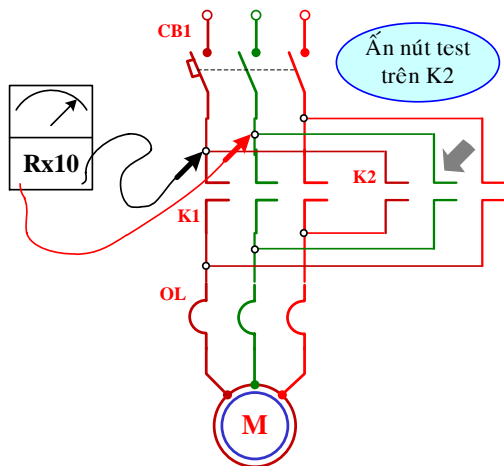 CB1
Ấn nút test
trên K2
Rx10
K2
K1
OL
M